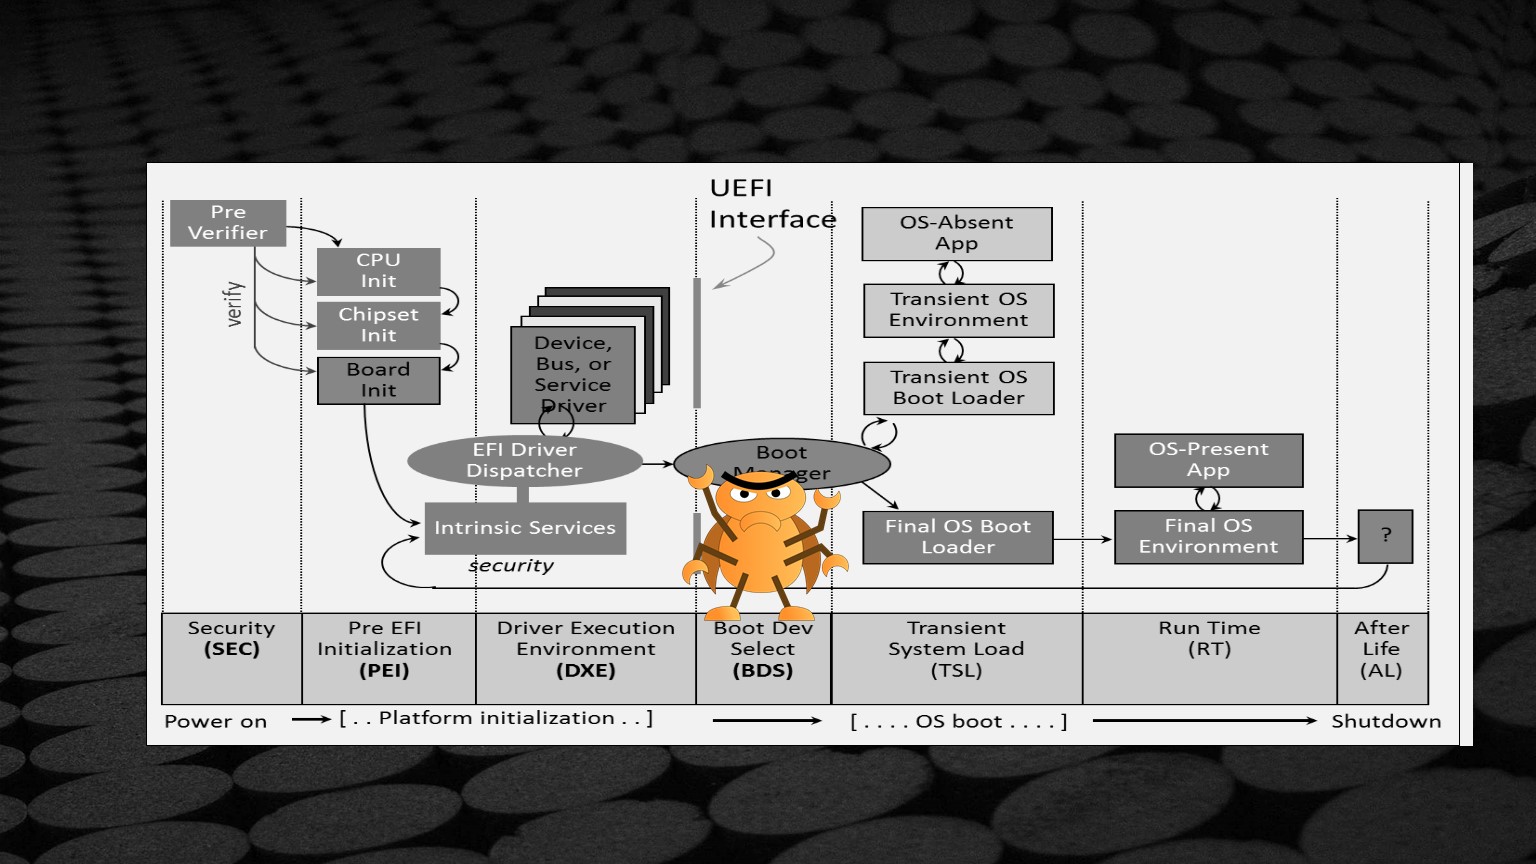 UEFI
Interface
Pre
Verifier
verify
CPU
Init
Chipset
Init
Board
Init
Device,
Bus, or
Service
Driver
EFI Driver
Dispatcher
Intrinsic Services
security
Boot
Manager
OS-Absent
App
Transient OS
Environment
Transient OS
Boot Loader
Final OS Boot
Loader
OS-Present
App
Final OS
Environment
?
Security
(SEC)
Pre EFI
Initialization
(PEI)
Driver Execution
Environment
(DXE)
Boot Dev
Select
(BDS)
Transient
System Load
(TSL)
Run Time
(RT)
After
Life
(AL)
Power on
[ . . Platform initialization . . ]
[ . . . . OS boot . . . . ]
Shutdown